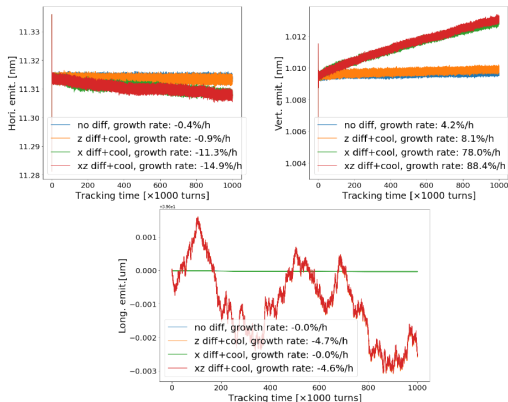 11.33
11.32
11.31
11.30
11.29
11.28
Hori. emit. [nm]
no diff, growth rate: -0.4%/h
z diff+cool, growth rate: -0.9%/h
x diff+cool, growth rate: -11.3%/h
xz diff+cool, growth rate: -14.9%/h
0 200 400 600 800 1000
Tracking time [×1000 turns]
1.012
1.010
1.008
1.006
1.004
Vert. emit. [nm]
no diff, growth rate: 4.2%/h
z diff+cool, growth rate: 8.1%/h
x diff+cool, growth rate: 78.0%/h
xz diff+cool, growth rate: 88.4%/h
0 200 400 600 800 1000
Tracking time [×1000 turns]
0.001
0.000
−0.001
−0.002
−0.003
Long. emit.[μm]
no diff, growth rate: -0.0%/h
z diff+cool, growth rate: -4.7%/h
x diff+cool, growth rate: -0.0%/h
xz diff+cool, growth rate: -4.6%/h
0 200 400 600 800 1000
Tracking time [×1000 turns]